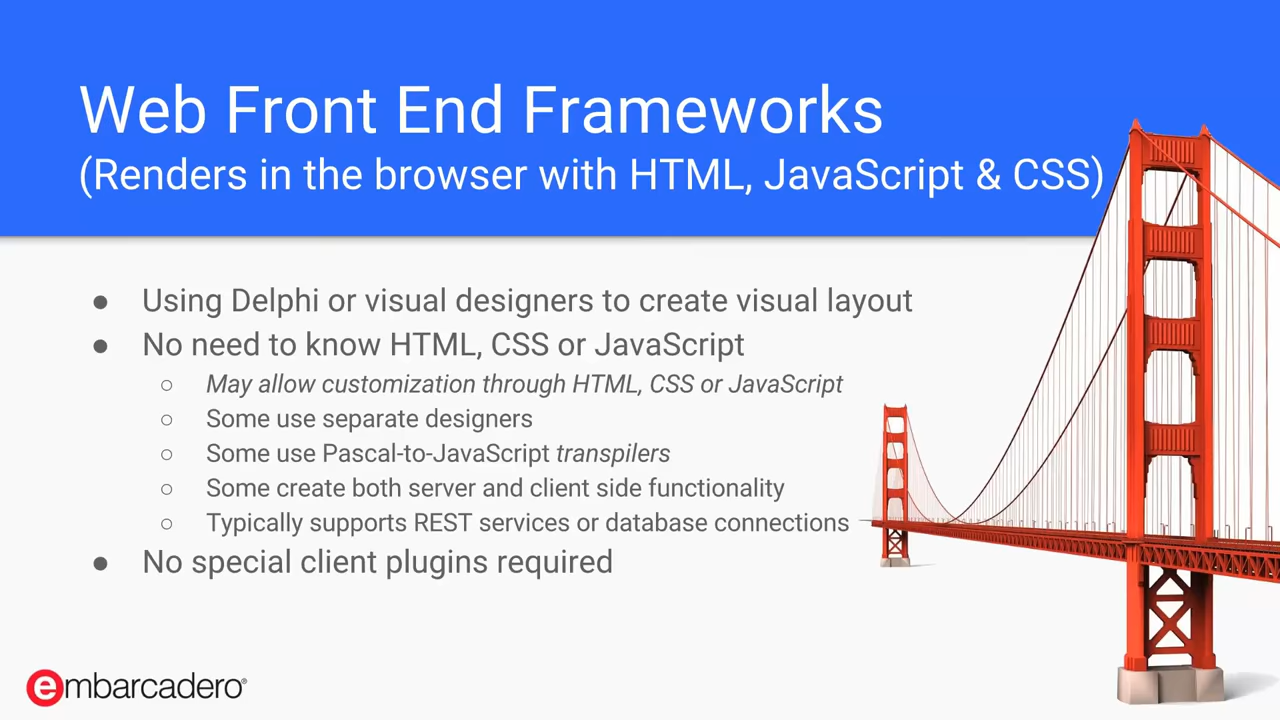 Web Front End Frameworks
(Renders in the browser with HTML, JavaScript & CSS)
● Using Delphi or visual designers to create visual layout
● No need to know HTML, CSS or JavaScript
○ May allow customization through HTML, CSS or JavaScript
○ Some use separate designers
○ Some use Pascal-to-JavaScript transpilers
○ Some create both server and client side functionality
○ Typically supports REST services or database connections
● No special client plugins required
embarcadero®